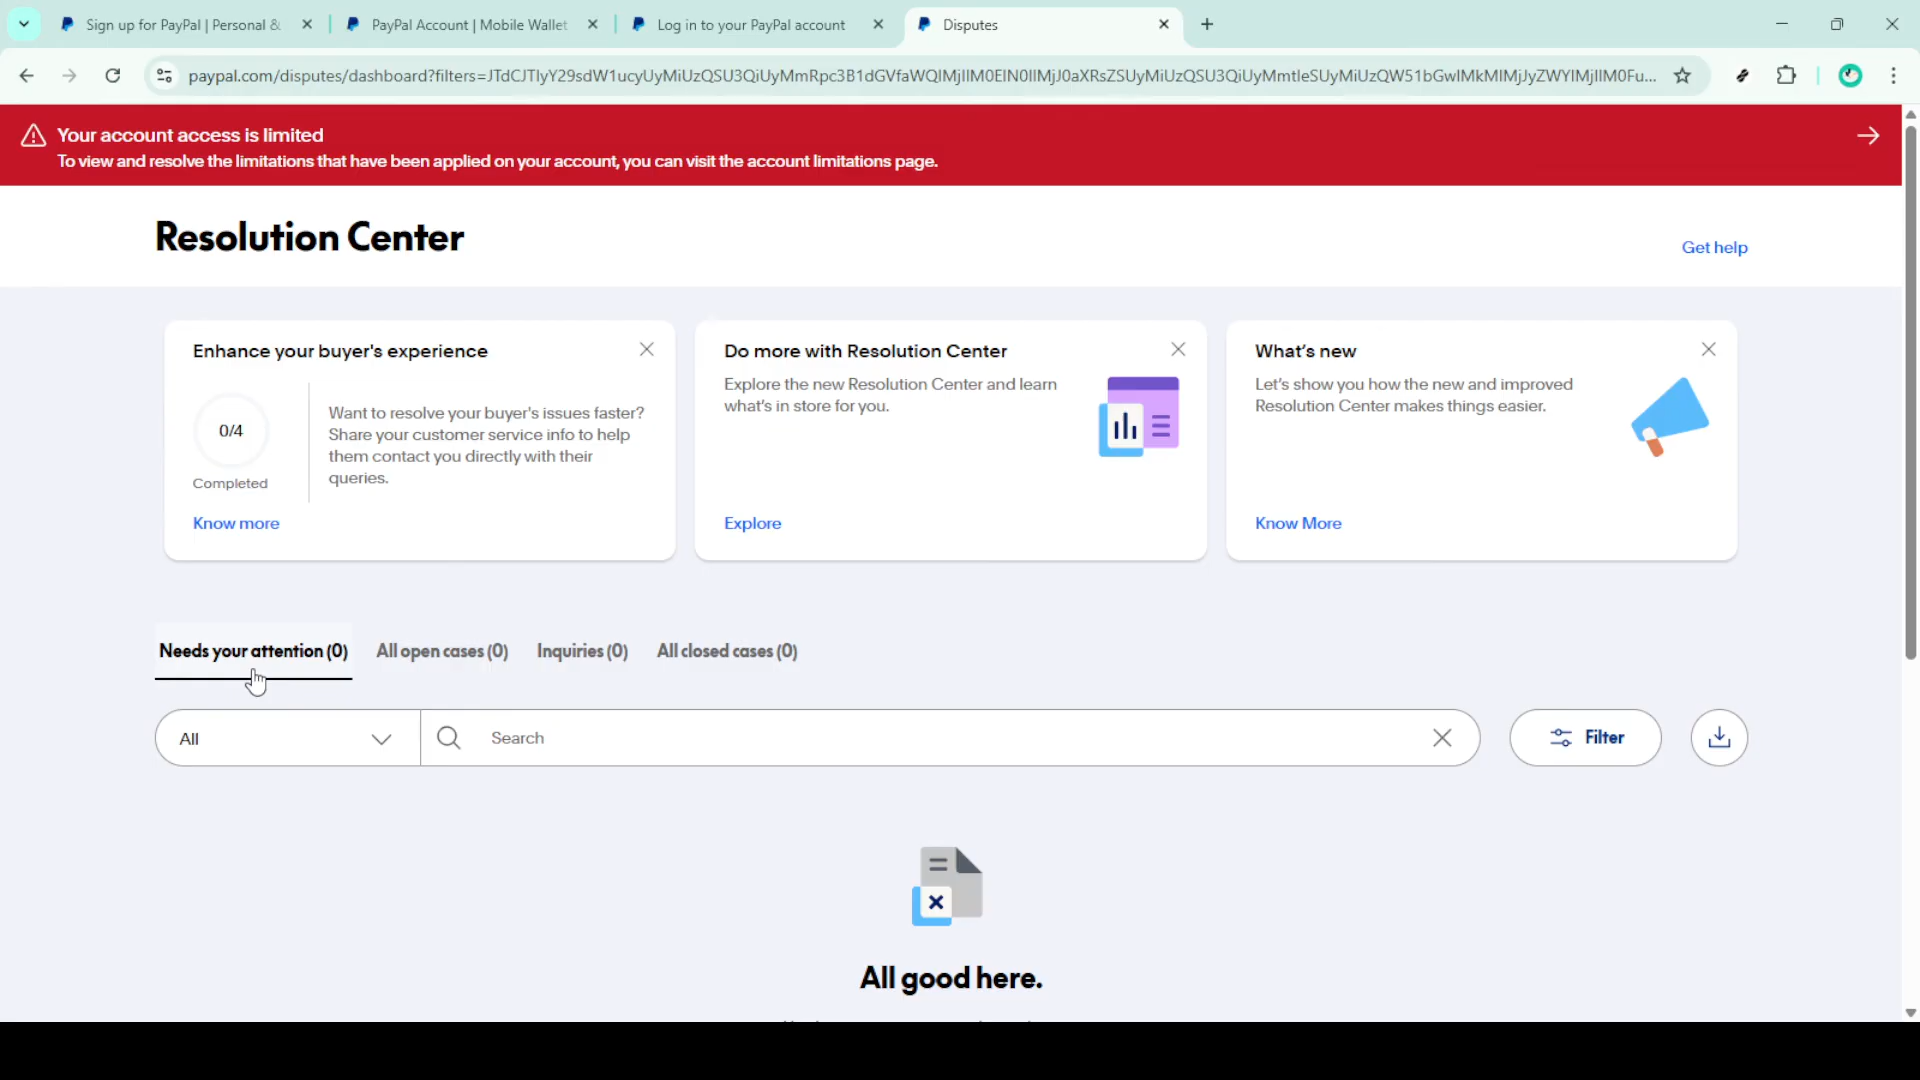 Sign up for PayPal | Personal &
PayPal Account | Mobile Wallet
Log in to your PayPal account
Disputes
Your account access is limited
To view and resolve the limitations that have been applied on your account, you can visit the account limitations page.
Resolution Center
Get help
Enhance your buyer's experience
0/4
Completed
Want to resolve your buyer's issues faster?
Share your customer service info to help
them contact you directly with their
queries.
Know more
Do more with Resolution Center
Explore the new Resolution Center and learn
what's in store for you.
Explore
What's new
Let's show you how the new and improved
Resolution Center makes things easier.
Know More
Needs your attention (0)
All open cases (0)
Inquiries (0)
All closed cases (0)
All
Search
Filter
All good here.